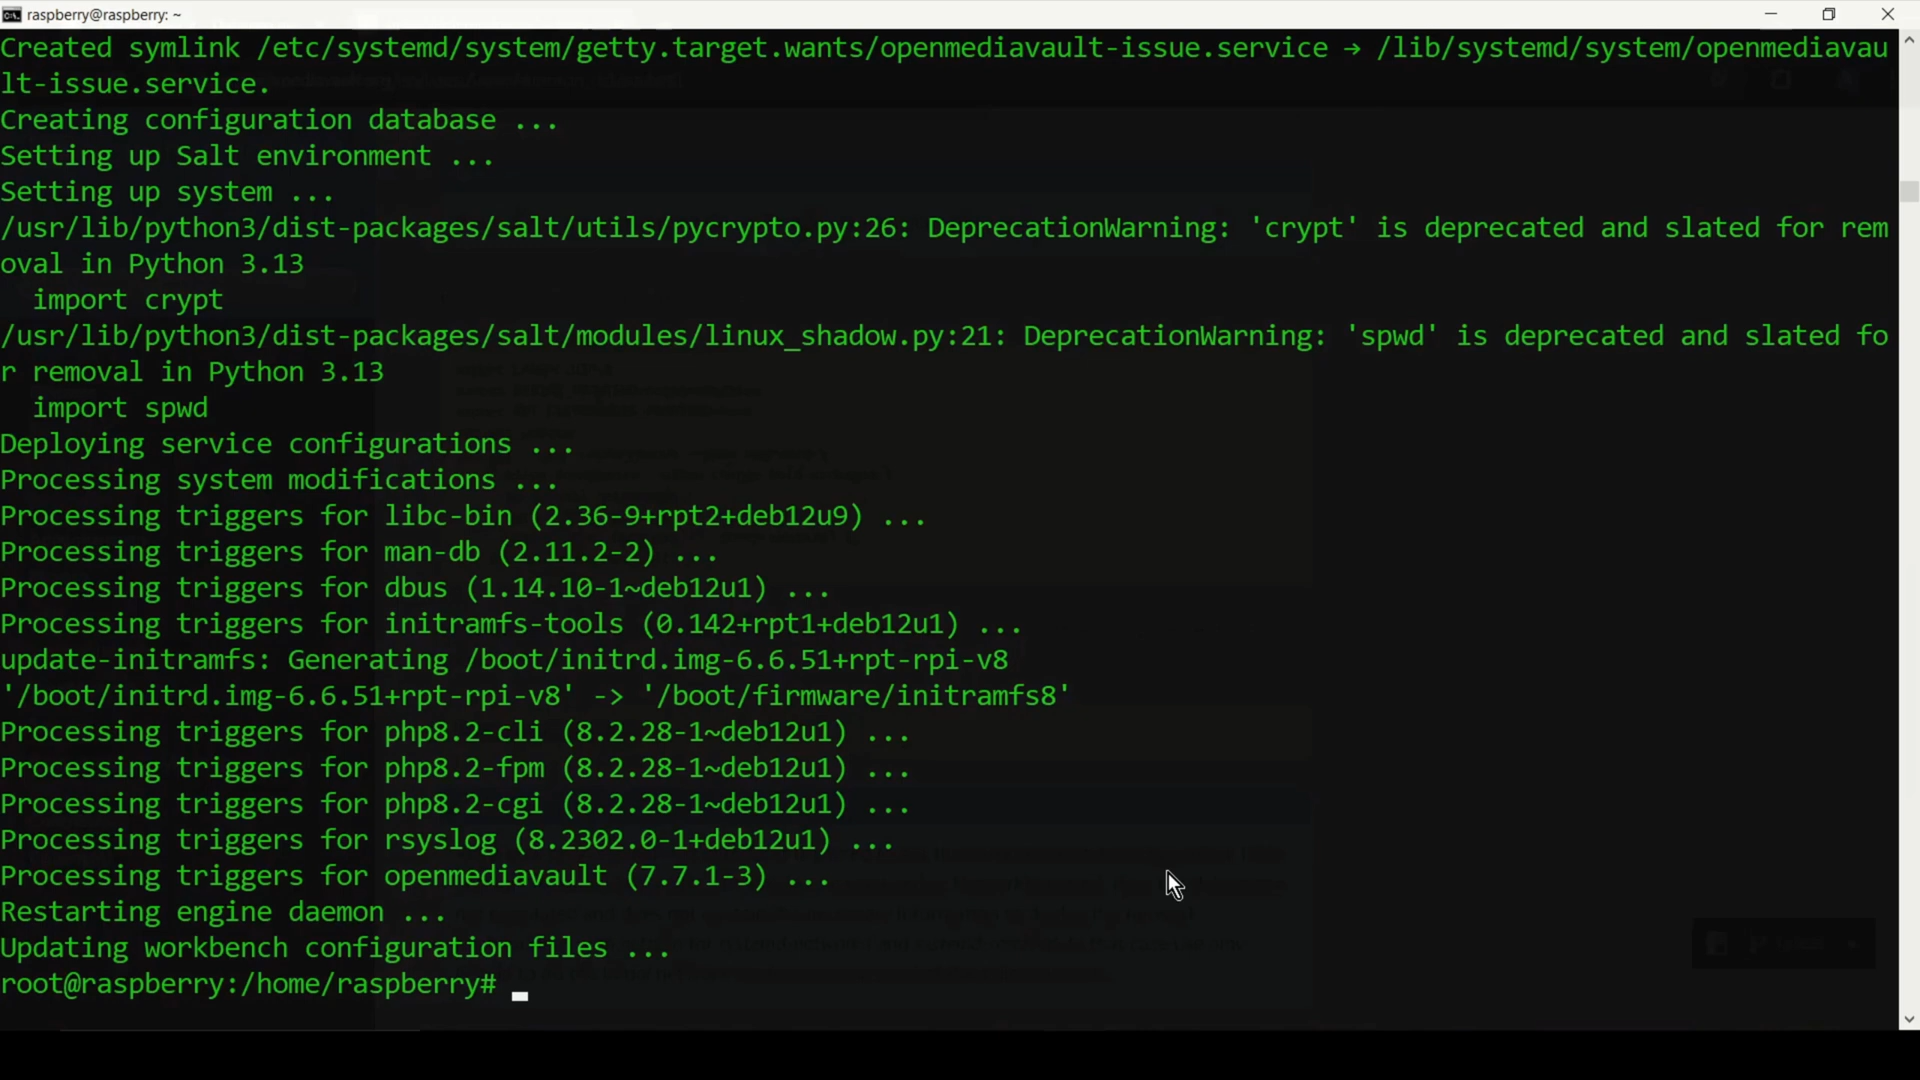 raspberry@raspberry: ~
Created symlink /etc/systemd/system/getty.target.wants/openmediavault-issue.service → /lib/systemd/system/openmediavau
lt-issue.service.
Creating configuration database ...
Setting up Salt environment ...
Setting up system ...
/usr/lib/python3/dist-packages/salt/utils/pycrypto.py:26: DeprecationWarning: 'crypt' is deprecated and slated for rem
oval in Python 3.13
  import crypt
/usr/lib/python3/dist-packages/salt/modules/linux_shadow.py:21: DeprecationWarning: 'spwd' is deprecated and slated fo
r removal in Python 3.13
  import spwd
Deploying service configurations ...
Processing system modifications ...
Processing triggers for libc-bin (2.36-9+rpt2+deb12u9) ...
Processing triggers for man-db (2.11.2-2) ...
Processing triggers for dbus (1.14.10-1~deb12u1) ...
Processing triggers for initramfs-tools (0.142+rpt1+deb12u1) ...
update-initramfs: Generating /boot/initrd.img-6.6.51+rpt-rpi-v8
'/boot/initrd.img-6.6.51+rpt-rpi-v8' -> '/boot/firmware/initramfs8'
Processing triggers for php8.2-cli (8.2.28-1~deb12u1) ...
Processing triggers for php8.2-fpm (8.2.28-1~deb12u1) ...
Processing triggers for php8.2-cgi (8.2.28-1~deb12u1) ...
Processing triggers for rsyslog (8.2302.0-1+deb12u1) ...
Processing triggers for openmediavault (7.7.1-3) ...
Restarting engine daemon ...
Updating workbench configuration files ...
root@raspberry:/home/raspberry#